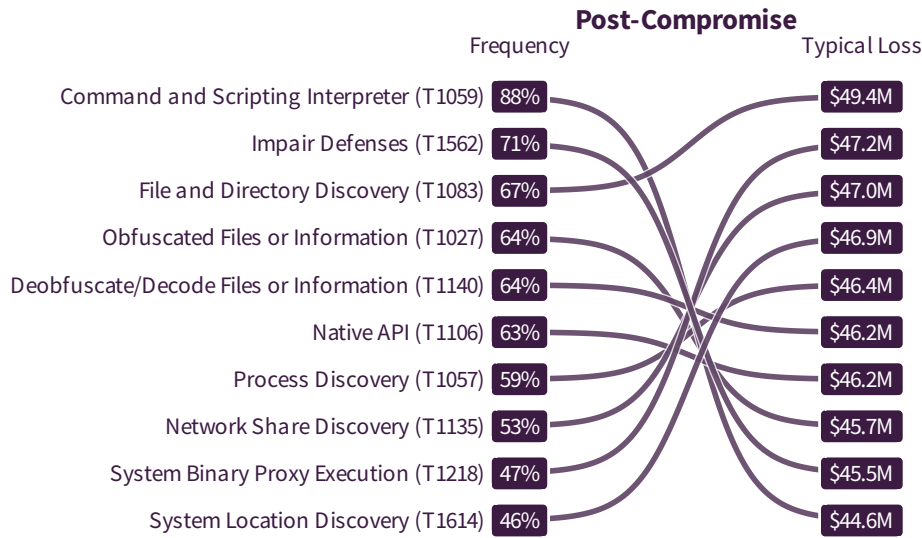 Post-Compromise
Frequency Typical Loss
Command and Scripting Interpreter (T1059) 88% $49.4M
Impair Defenses (T1562) 71% $47.2M
File and Directory Discovery (T1083) 67% $47.0M
Obfuscated Files or Information (T1027) 64% $46.9M
Deobfuscate/Decode Files or Information (T1140) 64% $46.4M
Native API (T1106) 63% $46.2M
Process Discovery (T1057) 59% $46.2M
Network Share Discovery (T1135) 53% $45.7M
System Binary Proxy Execution (T1218) 47% $45.5M
System Location Discovery (T1614) 46% $44.6M